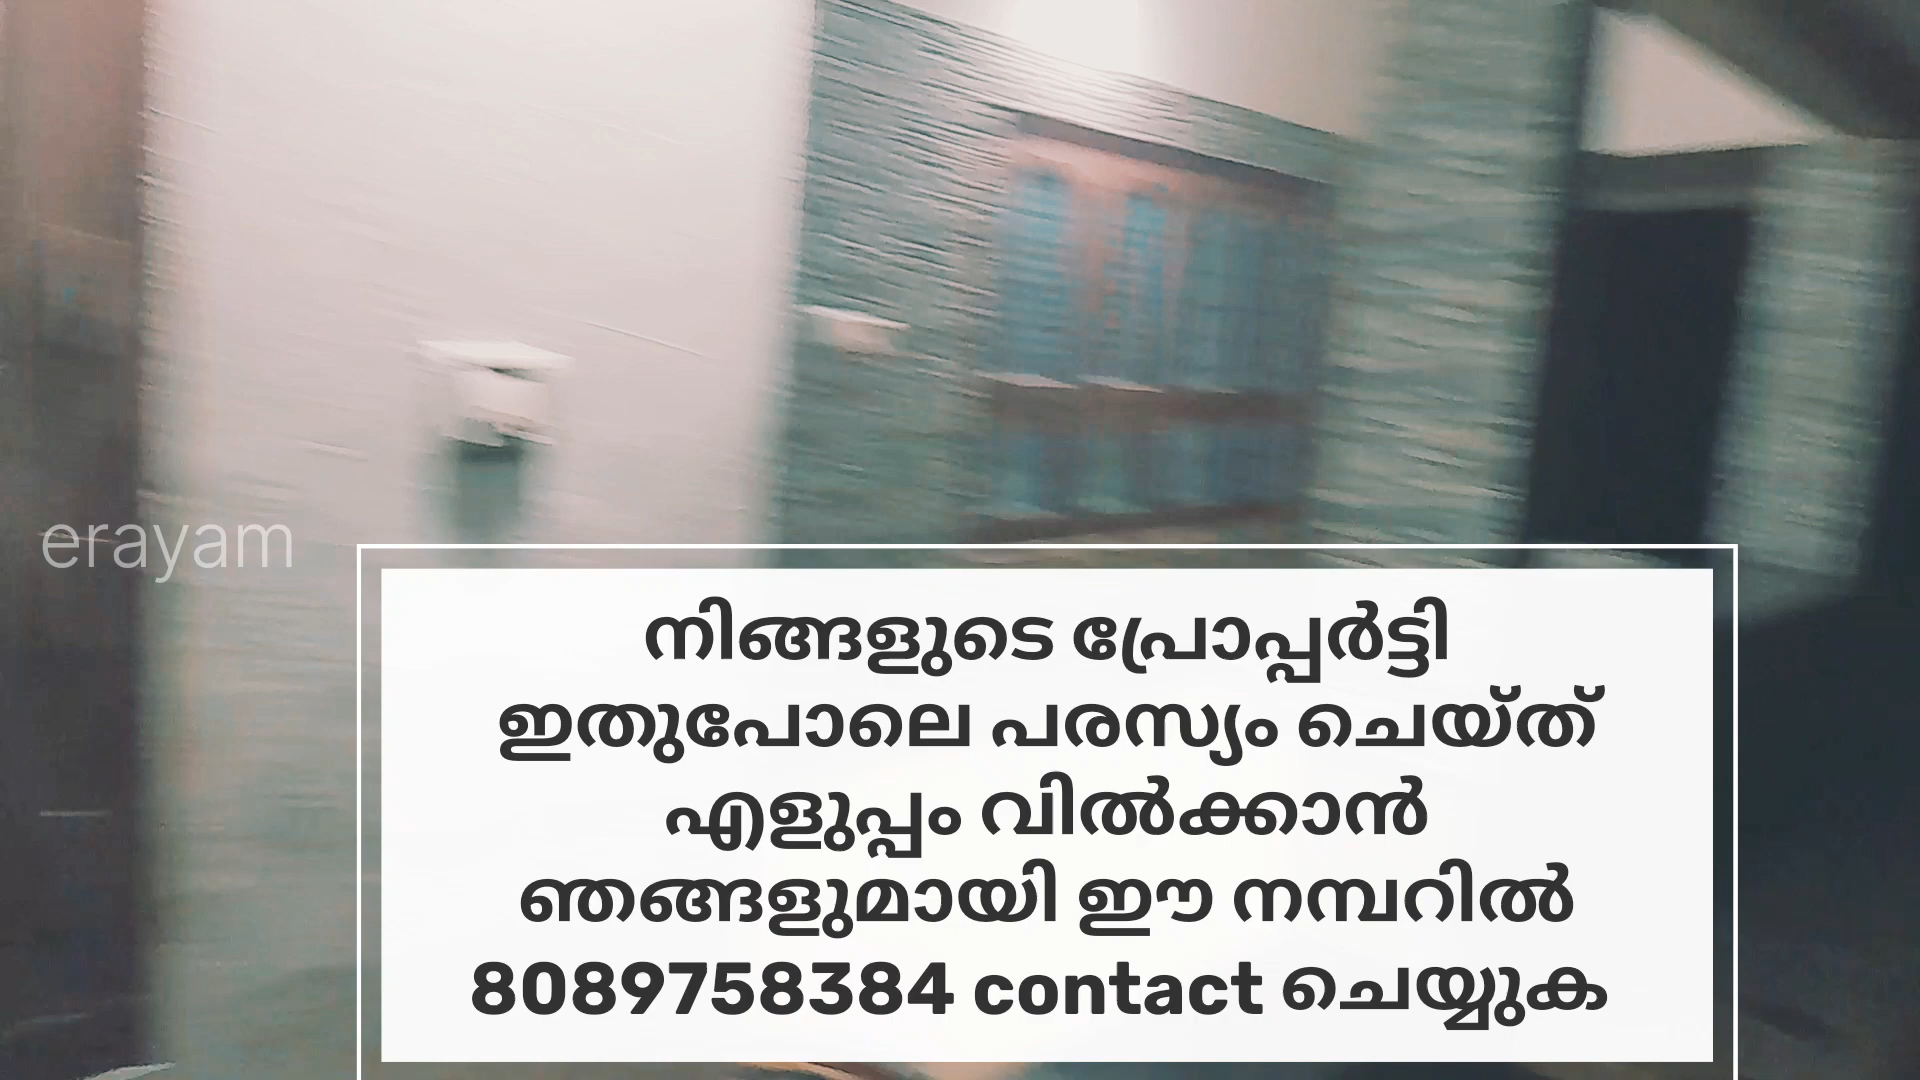 erayam
നിങ്ങളുടെ പ്രോപ്പർട്ടി
ഇതുപോലെ പരസ്യം ചെയ്ത്
എളുപ്പം വിൽക്കാൻ
ഞങ്ങളുമായി ഈ നമ്പറിൽ
8089758384 contact ചെയ്യുക